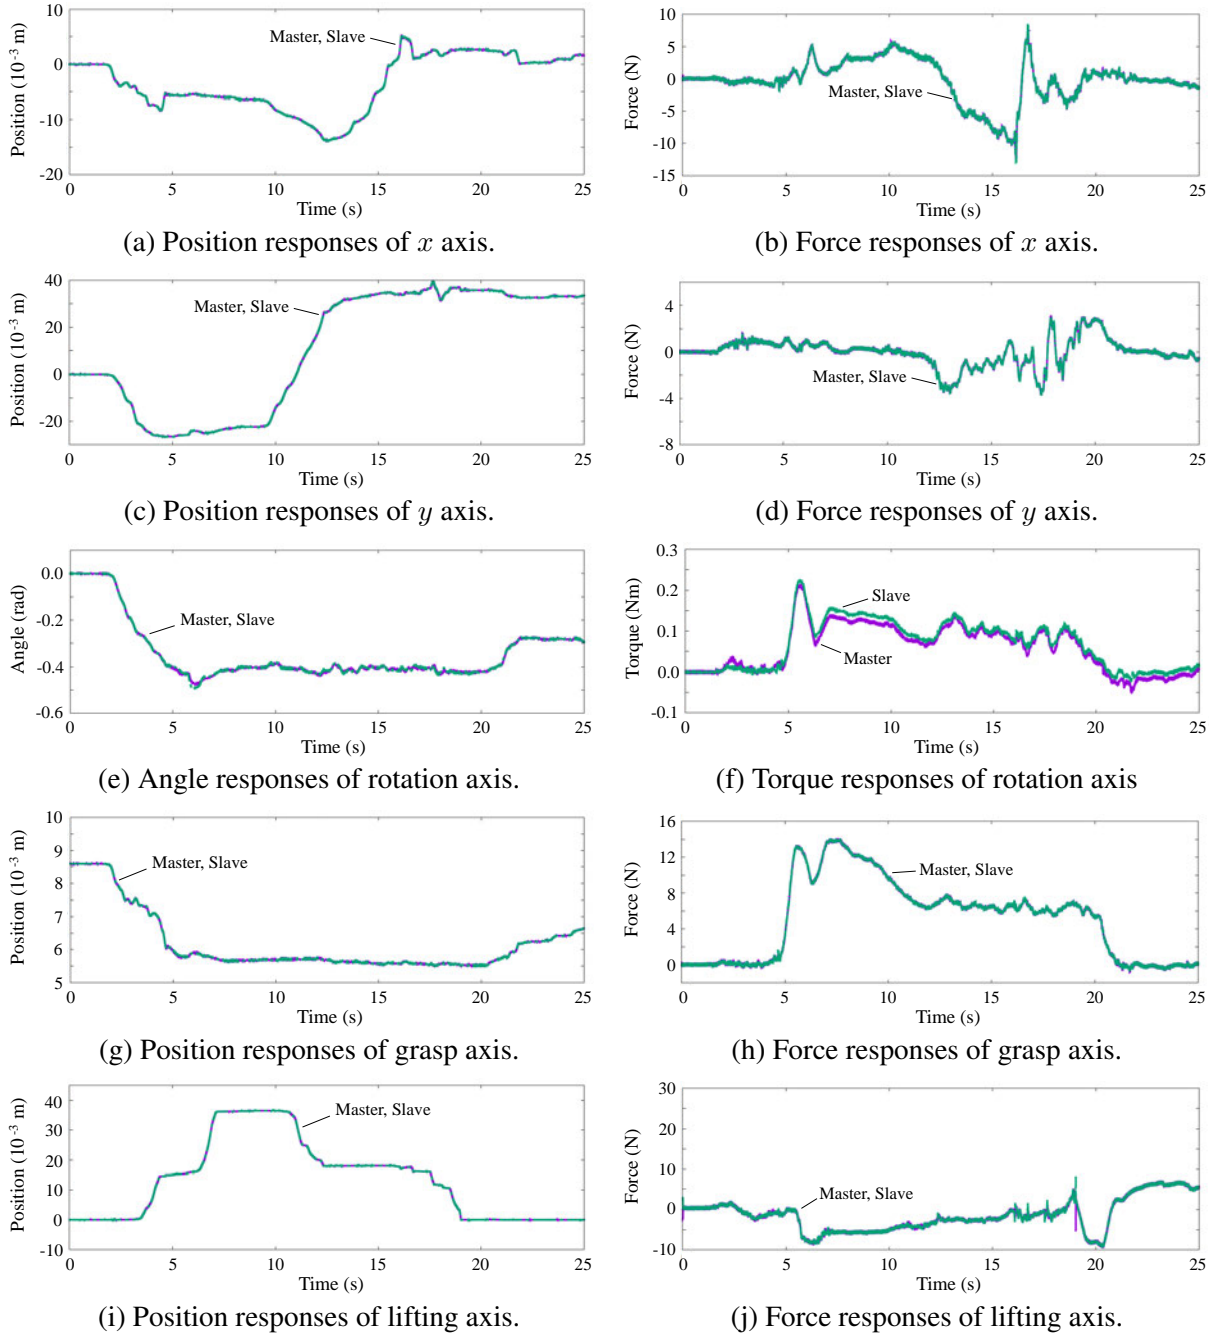 10
0
-10
-20
Position (10⁻³ m)
Master, Slave
0 5 10 15 20 25
Time (s)
(a) Position responses of x axis.
10
5
0
-5
-10
-15
Force (N)
Master, Slave
0 5 10 15 20 25
Time (s)
(b) Force responses of x axis.
40
20
0
-20
Position (10⁻³ m)
Master, Slave
0 5 10 15 20 25
Time (s)
(c) Position responses of y axis.
4
0
-4
-8
Force (N)
Master, Slave
0 5 10 15 20 25
Time (s)
(d) Force responses of y axis.
0.0
-0.2
-0.4
-0.6
Angle (rad)
Master, Slave
0 5 10 15 20 25
Time (s)
(e) Angle responses of rotation axis.
0.3
0.2
0.1
0.0
-0.1
Torque (Nm)
Slave
Master
0 5 10 15 20 25
Time (s)
(f) Torque responses of rotation axis
10
9
8
7
6
5
Position (10⁻³ m)
Master, Slave
0 5 10 15 20 25
Time (s)
(g) Position responses of grasp axis.
16
12
8
4
0
Force (N)
Master, Slave
0 5 10 15 20 25
Time (s)
(h) Force responses of grasp axis.
40
30
20
10
0
-10
Position (10⁻³ m)
Master, Slave
0 5 10 15 20 25
Time (s)
(i) Position responses of lifting axis.
30
20
10
0
-10
Force (N)
Master, Slave
0 5 10 15 20 25
Time (s)
(j) Force responses of lifting axis.